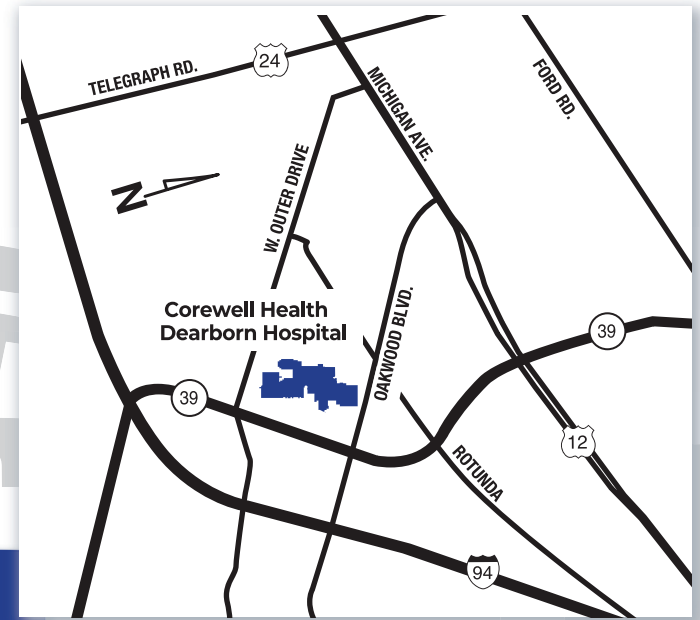 24
TELEGRAPH RD.
MICHIGAN AVE.
FORD RD.
N
W. OUTER DRIVE
Corewell Health
Dearborn Hospital
OAKWOOD BLVD.
39
39
12
ROTUNDA
94